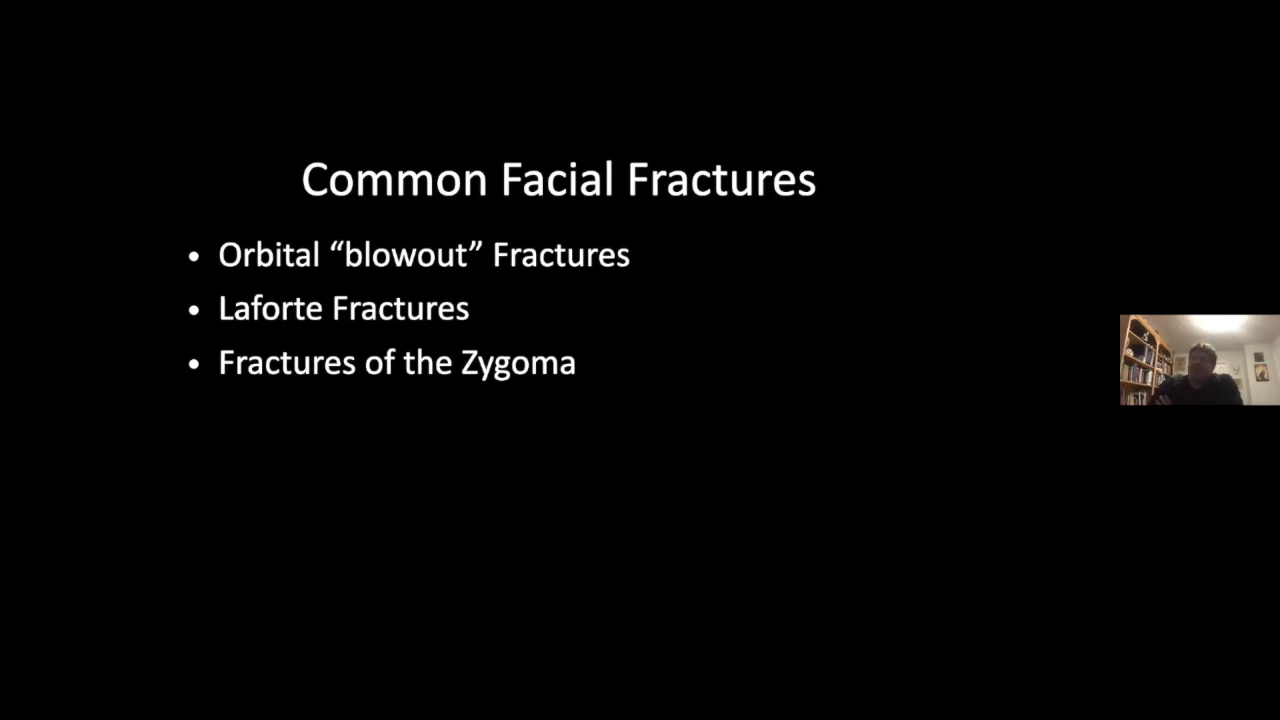 Common Facial Fractures
• Orbital “blowout” Fractures
• Laforte Fractures
• Fractures of the Zygoma